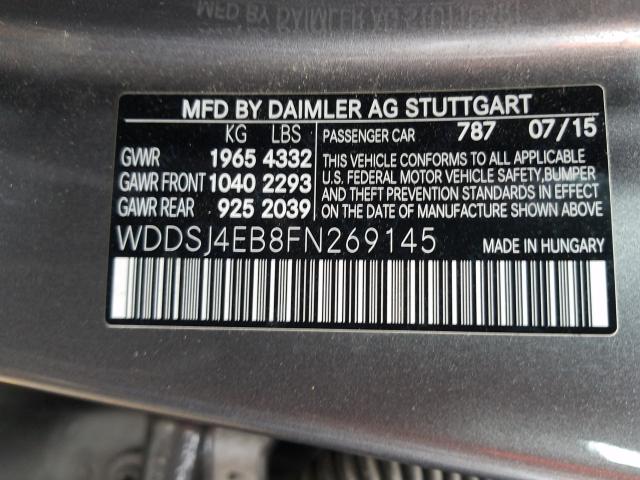 MFD BY DAIMLER AG STUTTGART
KG LBS PASSENGER CAR 787 07/15
GVWR 1965 4332 THIS VEHICLE CONFORMS TO ALL APPLICABLE
GAWR FRONT 1040 2293 U.S. FEDERAL MOTOR VEHICLE SAFETY,BUMPER
GAWR REAR 925 2039 AND THEFT PREVENTION STANDARDS IN EFFECT
ON THE DATE OF MANUFACTURE SHOWN ABOVE
WDDSJ4EB8FN269145 MADE IN HUNGARY